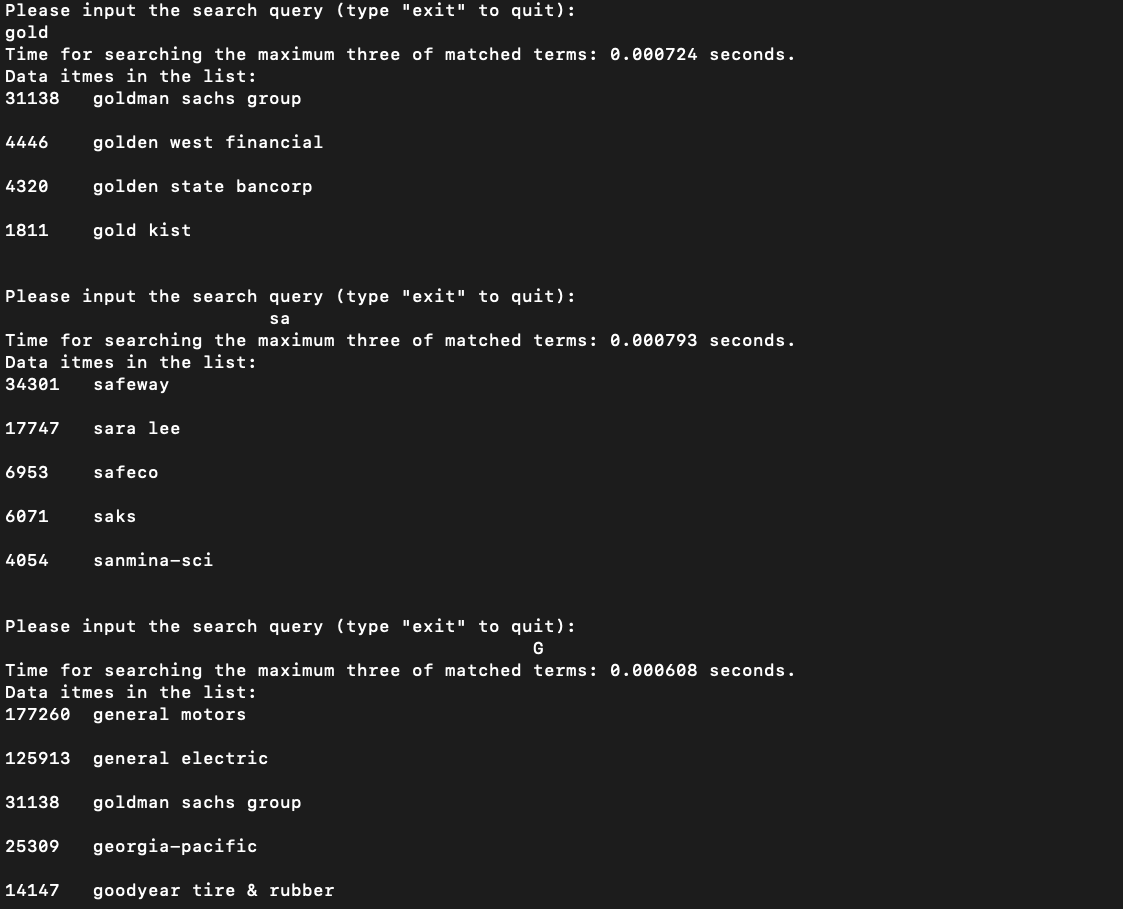 Please input the search query (type "exit" to quit):
gold
Time for searching the maximum three of matched terms: 0.000724 seconds.
Data itmes in the list:
31138   goldman sachs group
4446    golden west financial
4320    golden state bancorp
1811    gold kist
Please input the search query (type "exit" to quit):
sa
Time for searching the maximum three of matched terms: 0.000793 seconds.
Data itmes in the list:
34301   safeway
17747   sara lee
6953    safeco
6071    saks
4054    sanmina-sci
Please input the search query (type "exit" to quit):
G
Time for searching the maximum three of matched terms: 0.000608 seconds.
Data itmes in the list:
177260  general motors
125913  general electric
31138   goldman sachs group
25309   georgia-pacific
14147   goodyear tire & rubber